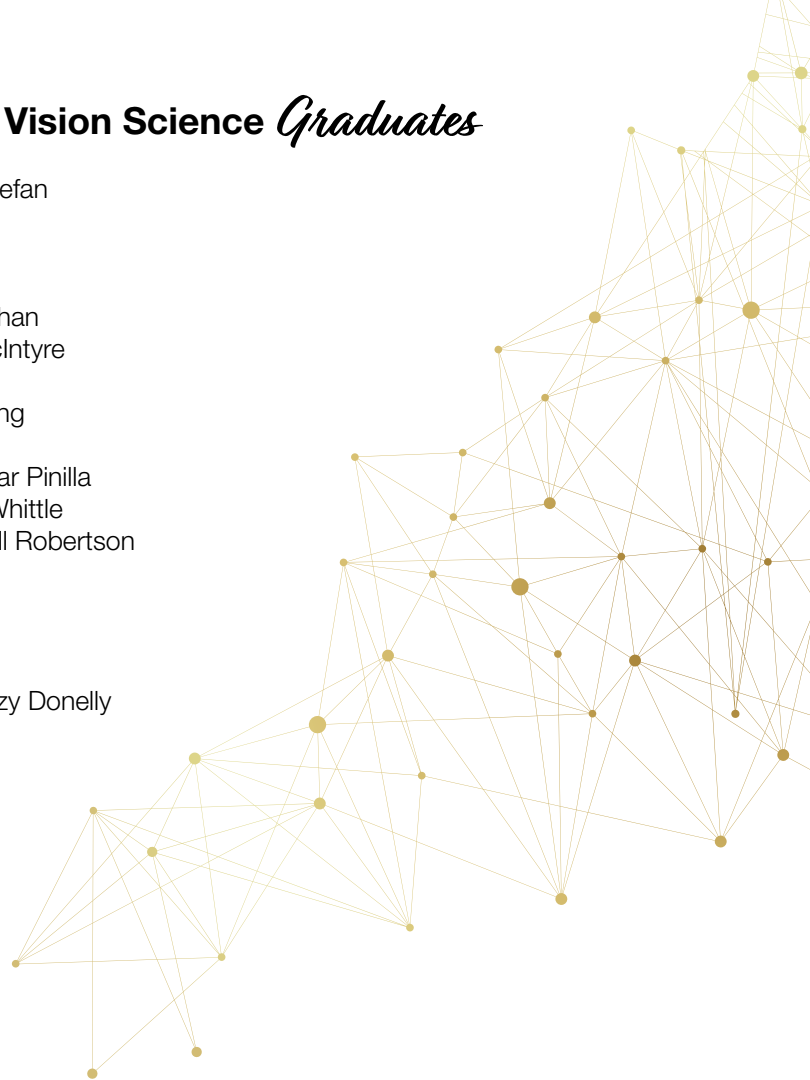 Vision Science Graduates
efan
han
cIntyre
ng
ar Pinilla
Whittle
ll Robertson
zy Donelly